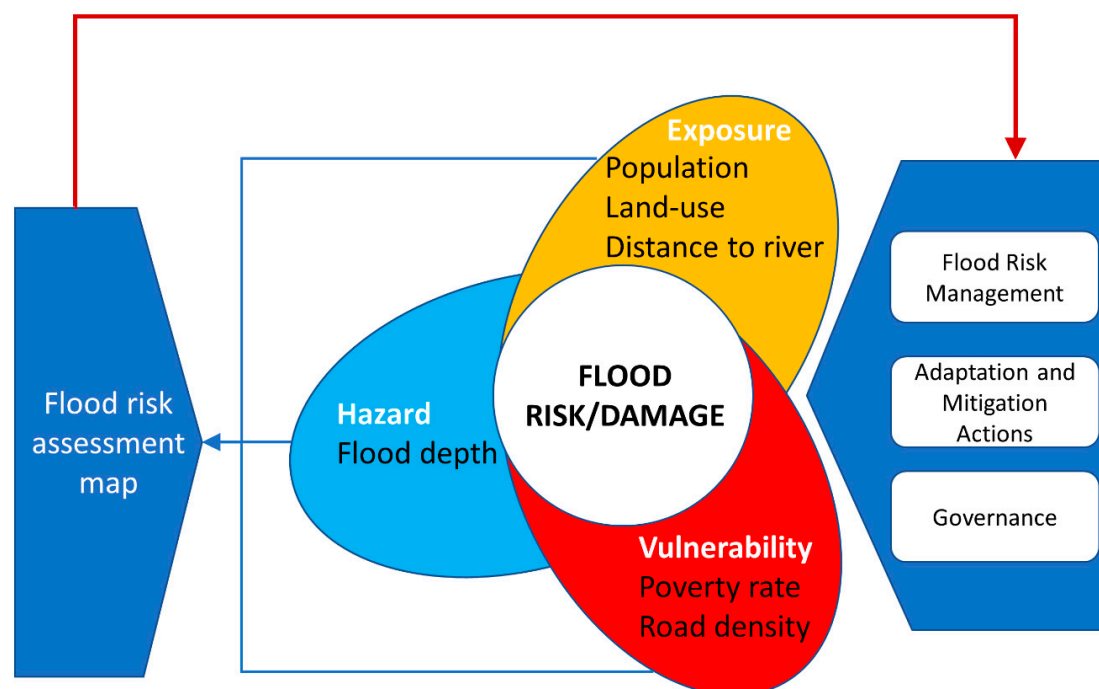 Exposure
Population
Land-use
Distance to river
Flood risk
assessment
map
Hazard
Flood depth
FLOOD
RISK/DAMAGE
Vulnerability
Poverty rate
Road density
Flood Risk
Management
Adaptation and
Mitigation
Actions
Governance